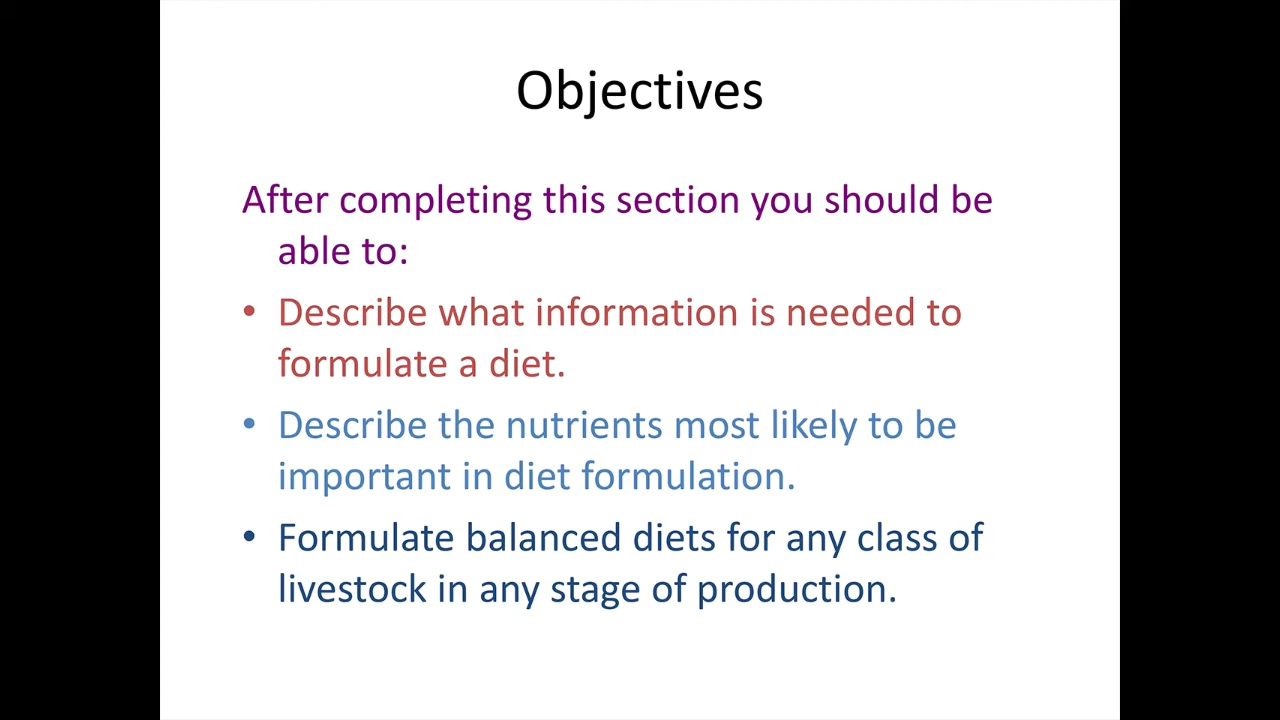 Objectives
After completing this section you should be
able to:
• Describe what information is needed to
formulate a diet.
• Describe the nutrients most likely to be
important in diet formulation.
• Formulate balanced diets for any class of
livestock in any stage of production.